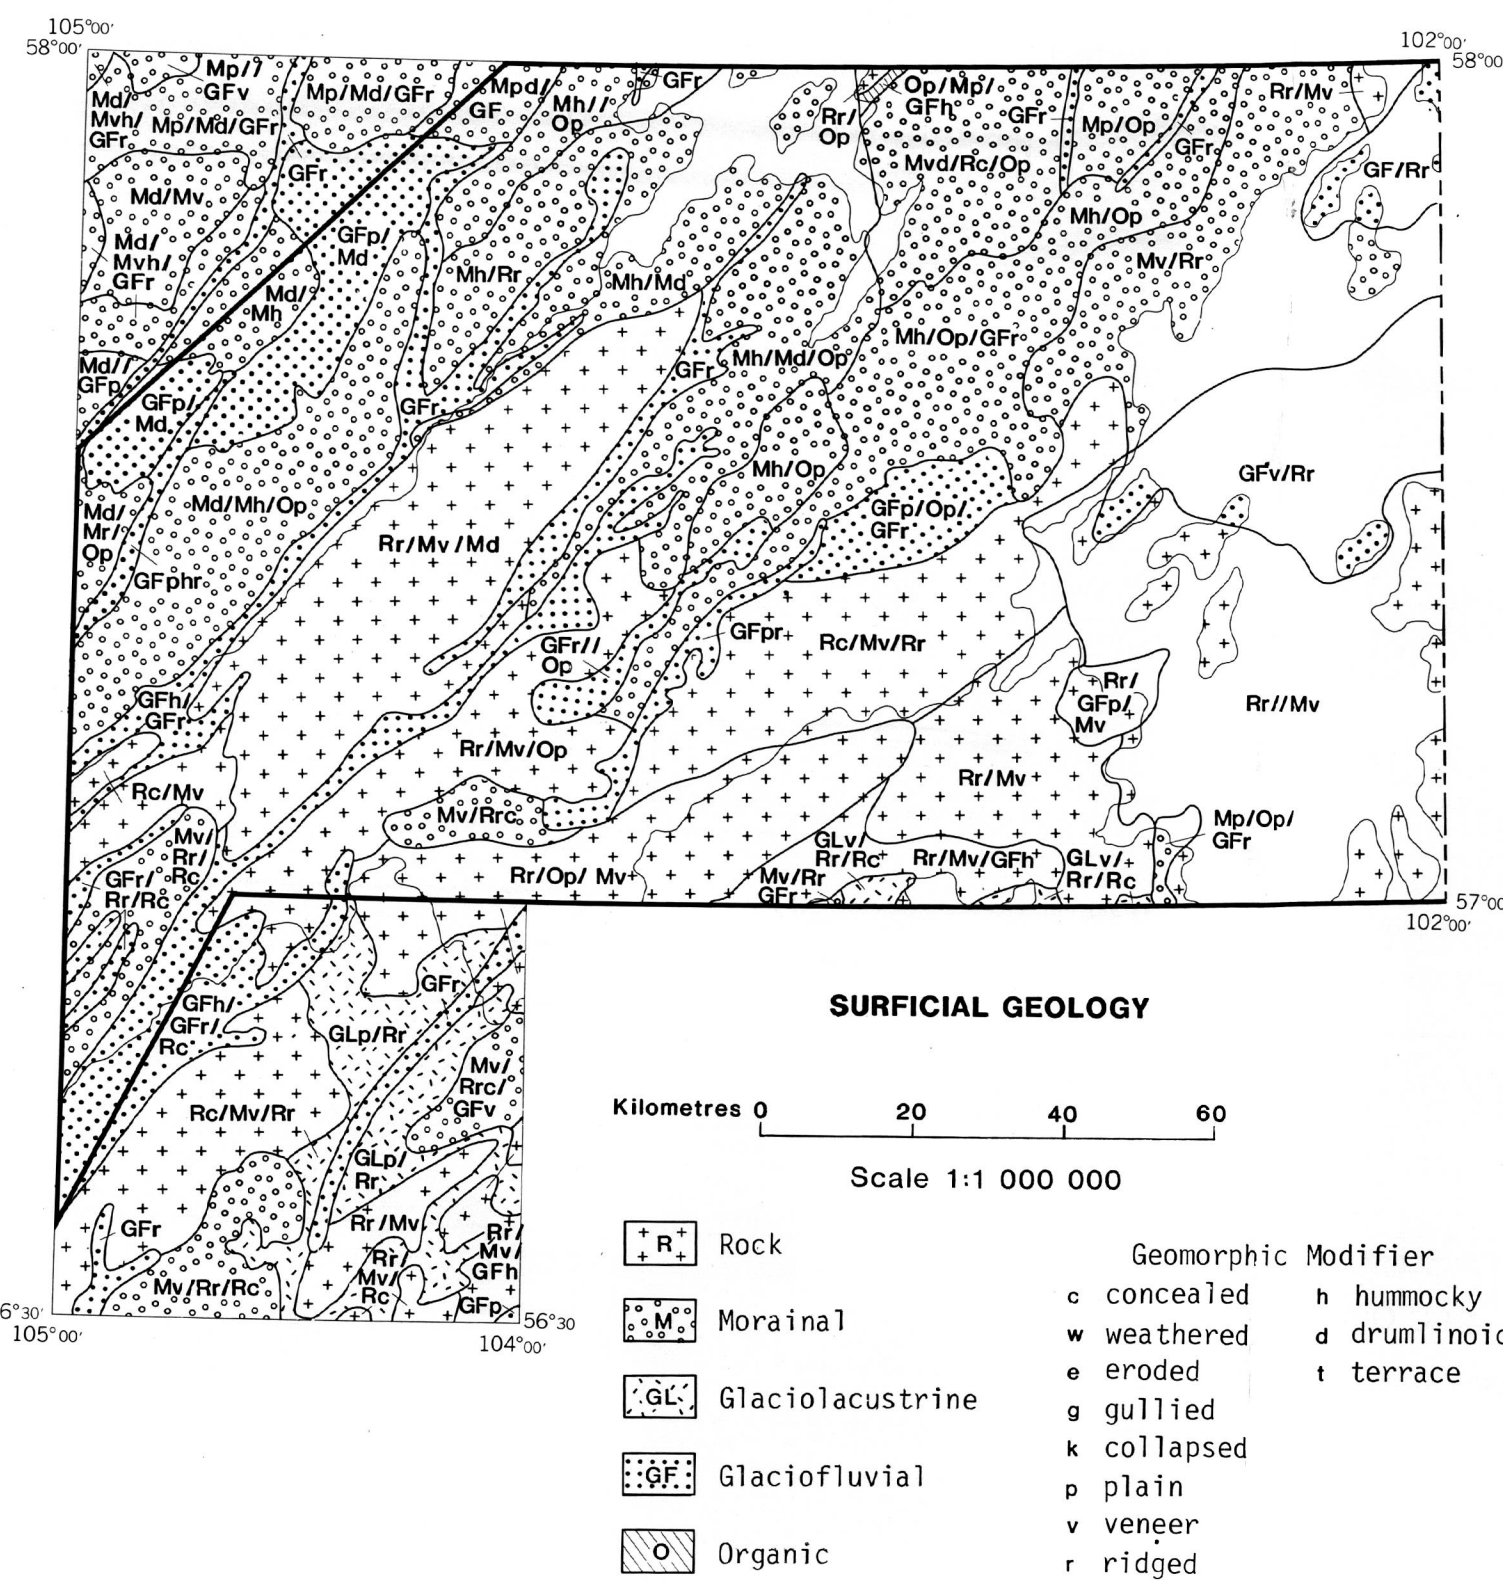 105°00′
58°00′
102°00′
58°00
Mp//
GFv
Mp/Md/GFr
Mpd/
GF
Mh//
Op
GFr
Op/Mp/
GFh
Rr/
Op
GFr
Mp/Op
GFr
Rr/Mv
Md/
Mvh/
GFr
Mp/Md/GFr
GFr
Mvd/Rc/Op
GF/Rr
Md/Mv
Mh/Op
Md/
Mvh/
GFr
GFp/
Md
Mh/Rr
Mh/Md
Mv/Rr
Md/
Mh
Mh/Op/GFr
Md//
GFp
GFp/
Md
GFr
GFr
Mh/Md/Op
Mh/Op
GFv/Rr
Md/
Mr/
Op
Md/Mh/Op
GFp/Op/
GFr
Rr/Mv/Md
GFphr
GFr//
Op
GFpr
Rc/Mv/Rr
GFh/
GFr
Rr/
GFp/
Mv
Rr//Mv
Rr/Mv/Op
Rc/Mv
Rr/Mv
Mv/Rrc
Mv/
Rr/
Rc
Mp/Op/
GFr
GLv/
Rr/Rc
Rr/Mv/GFh
GLv/
Rr/Rc
GFr/
Rr/Rc
Rr/Op/Mv
Mv/Rr
GFr
57°00
102°00′
GFr
GFh/
GFr/
Rc
GLp/Rr
Mv/
Rrc/
GFv
Rc/Mv/Rr
GLp/
Rr
GFr
Rr/Mv
Rr/
Mv/
GFh
Rr/
Mv/
Rc
Mv/Rr/Rc
GFp
6°30′
105°00′
56°30
104°00′
SURFICIAL GEOLOGY
Kilometres 0 20 40 60
Scale 1:1 000 000
R Rock
M Morainal
GL Glaciolacustrine
GF Glaciofluvial
O Organic
Geomorphic Modifier
c concealed
w weathered
e eroded
g gullied
k collapsed
p plain
v veneer
r ridged
h hummocky
d drumlinoid
t terrace